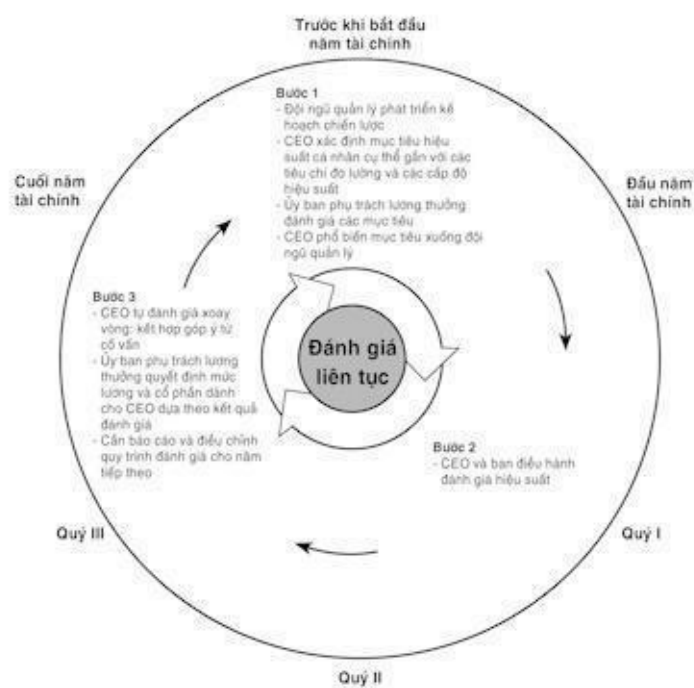 Trước khi bắt đầu
năm tài chính
Bước 1
- Đội ngũ quản lý phát triển kế
hoạch chiến lược
- CEO xác định mục tiêu hiệu
suất cá nhân cụ thể gắn với các
tiêu chí đo lường và các cấp độ
hiệu suất
- Ủy ban phụ trách lương thưởng
đánh giá các mục tiêu
- CEO phổ biến mục tiêu xuống đội
ngũ quản lý
Cuối năm
tài chính
Đầu năm
tài chính
Bước 3
- CEO tự đánh giá xoay
vòng: kết hợp góp ý từ
cố vấn
- Ủy ban phụ trách lương
thưởng quyết định mức
lương và cổ phần dành
cho CEO dựa theo kết quả
đánh giá
- Cần báo cáo và điều chỉnh
quy trình đánh giá cho năm
tiếp theo
Đánh giá
liên tục
Bước 2
- CEO và ban điều hành
đánh giá hiệu suất
Quý III
Quý I
Quý II